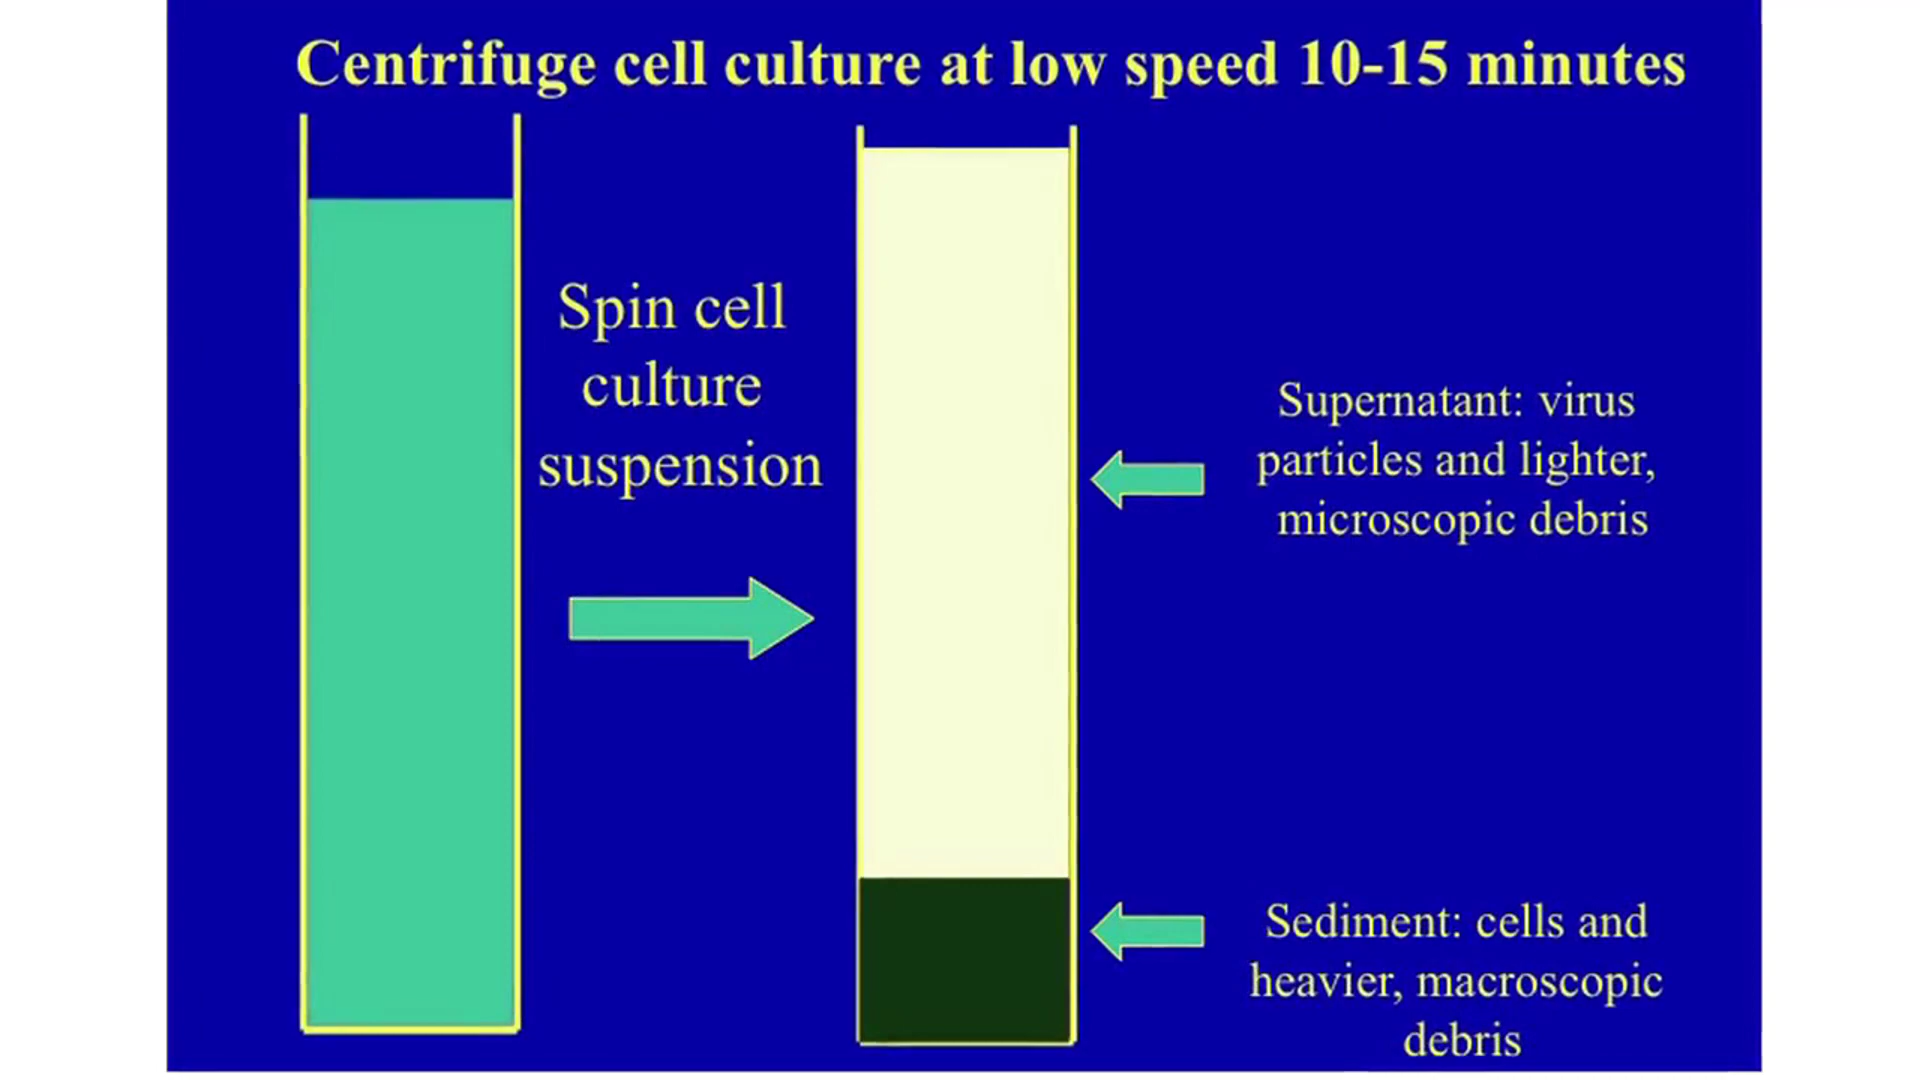 Centrifuge cell culture at low speed 10-15 minutes
Spin cell
culture
suspension
Supernatant: virus
particles and lighter,
microscopic debris
Sediment: cells and
heavier, macroscopic
debris